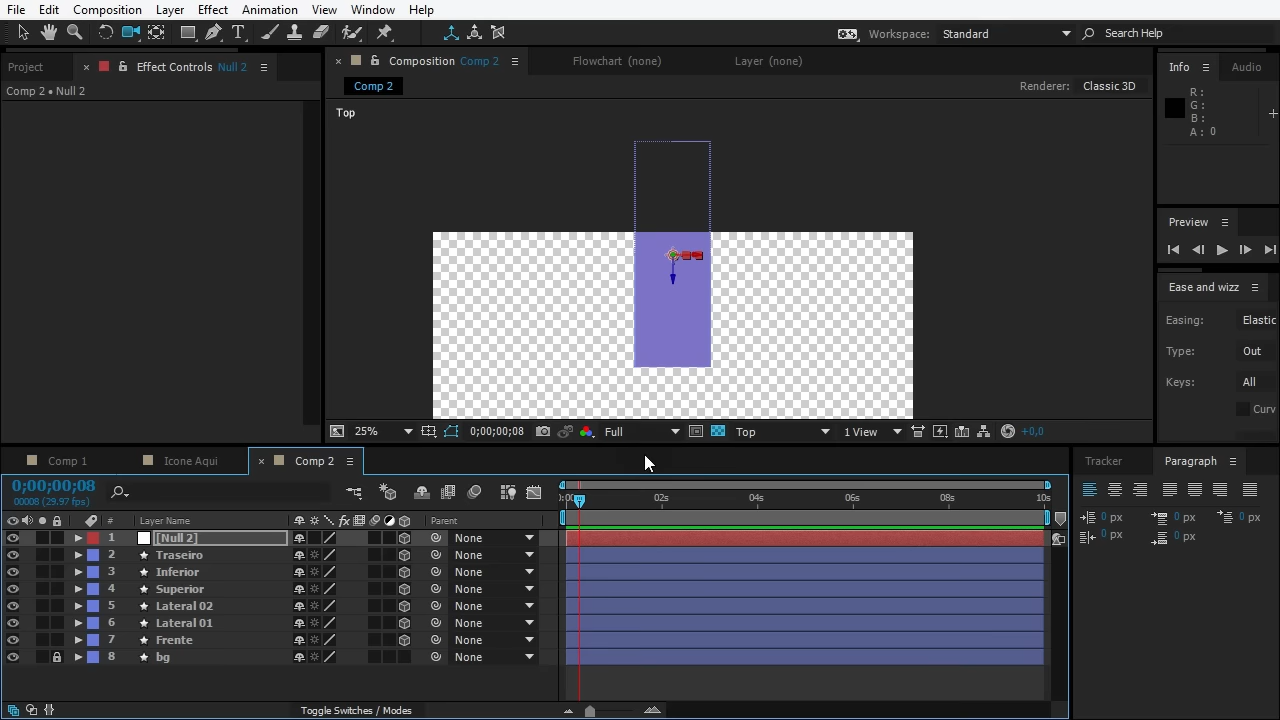 File Edit Composition Layer Effect Animation View Window Help
T Workspace: Standard Search Help
Project × Effect Controls Null 2 × Composition Comp 2 Flowchart (none) Layer (none) Info Audio
Comp 2 • Null 2 Comp 2 Renderer: Classic 3D
R :
G :
B :
A : 0
Top
Preview
Ease and wizz
Easing: Elastic
Type: Out
Keys: All
Curv
25% 0;00;00;08 Full Top 1 View +0,0
Comp 1 Icone Aqui × Comp 2 Tracker Paragraph
0;00;00;08
00008 (29.97 fps)
02s 04s 06s 08s 10s
# Layer Name fx Parent
0 px 0 px 0 px
0 px 0 px
1 [Null 2] None
2 Traseiro None
3 Inferior None
4 Superior None
5 Lateral 02 None
6 Lateral 01 None
7 Frente None
8 bg None
Toggle Switches / Modes